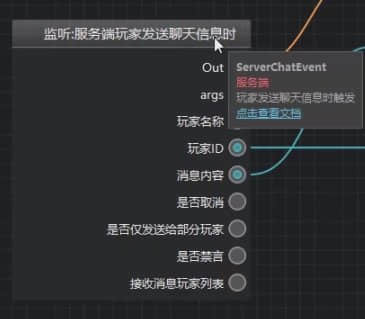 监听:服务端玩家发送聊天信息时
Out
ServerChatEvent
服务端
args
玩家发送聊天信息时触发
玩家名称
点击查看文档
玩家ID
消息内容
是否取消
是否仅发送给部分玩家
是否禁言
接收消息玩家列表